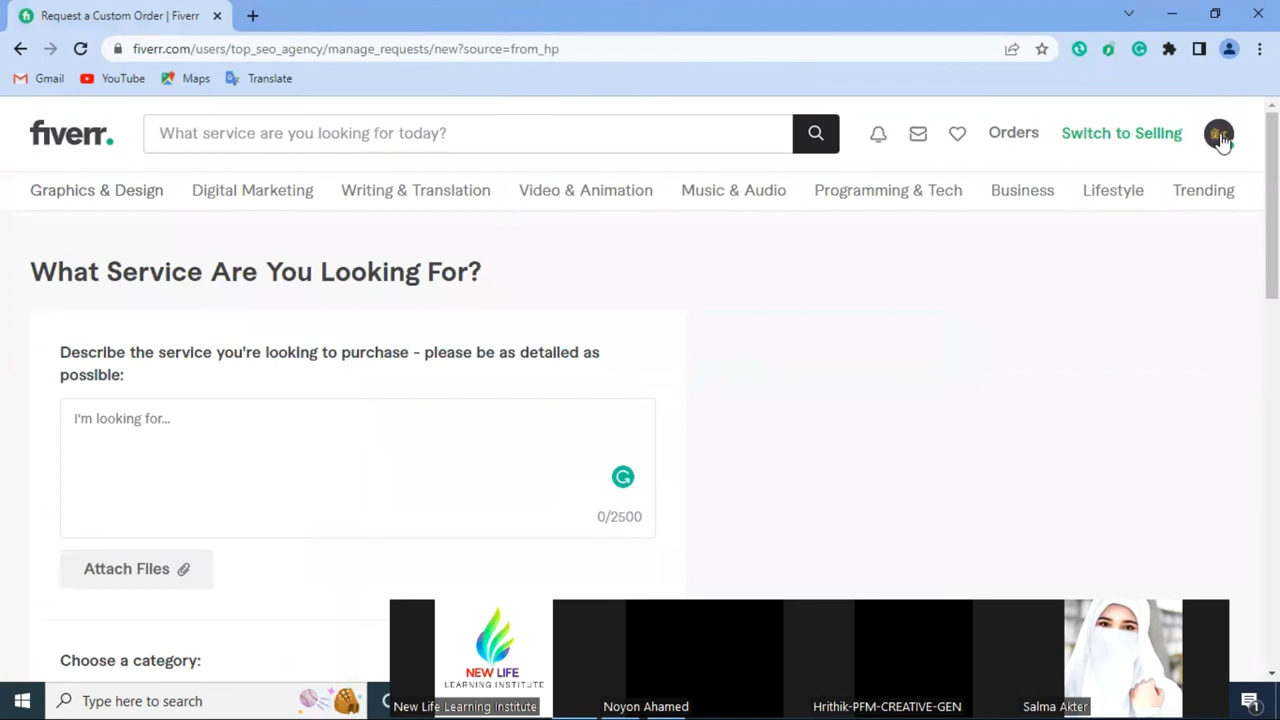 Request a Custom Order | Fiverr
fiverr.com/users/top_seo_agency/manage_requests/new?source=from_hp
Gmail YouTube Maps Translate
fiverr. What service are you looking for today? Orders Switch to Selling
Graphics & Design Digital Marketing Writing & Translation Video & Animation Music & Audio Programming & Tech Business Lifestyle Trending
What Service Are You Looking For?
Describe the service you're looking to purchase - please be as detailed as
possible:
I'm looking for...
0/2500
Attach Files
Choose a category:
NEW LIFE
LEARNING INSTITUTE
New Life Learning Institute Noyon Ahamed Hrithik-PFM-CREATIVE-GEN Salma Akter
Type here to search
1